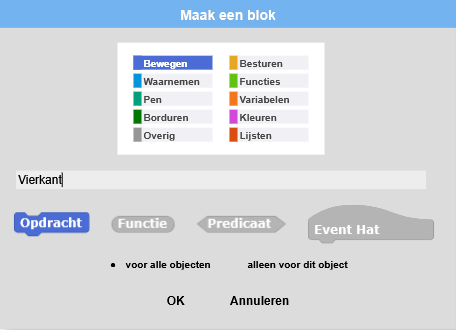 Maak een blok
Bewegen Besturen
Waarnemen Functies
Pen Variabelen
Borduren Kleuren
Overig Lijsten
Vierkant
Opdracht Functie Predicaat Event Hat
voor alle objecten alleen voor dit object
OK Annuleren